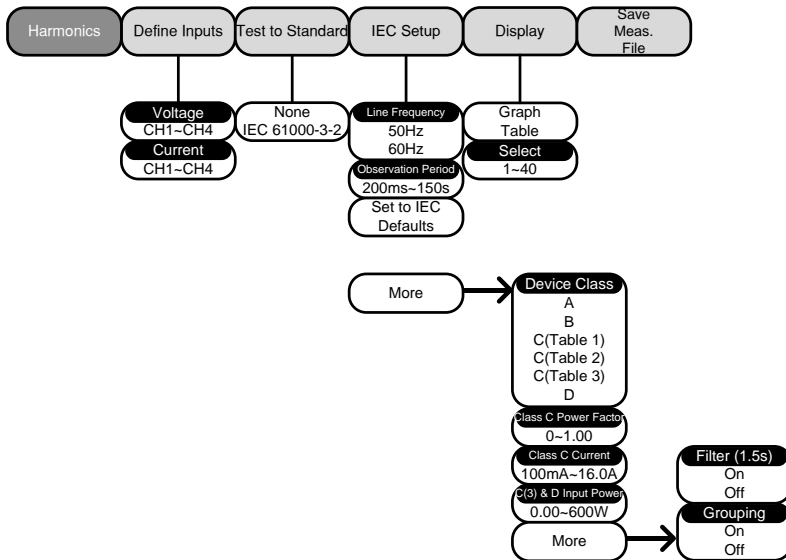 Harmonics
Define Inputs
Test to Standard
IEC Setup
Display
Save
Meas.
File
Voltage
CH1~CH4
Current
CH1~CH4
None
IEC 61000-3-2
Line Frequency
50Hz
60Hz
Observation Period
200ms~150s
Set to IEC
Defaults
Graph
Table
Select
1~40
More
Device Class
A
B
C(Table 1)
C(Table 2)
C(Table 3)
D
Class C Power Factor
0~1.00
Class C Current
100mA~16.0A
C(3) & D Input Power
0.00~600W
More
Filter (1.5s)
On
Off
Grouping
On
Off